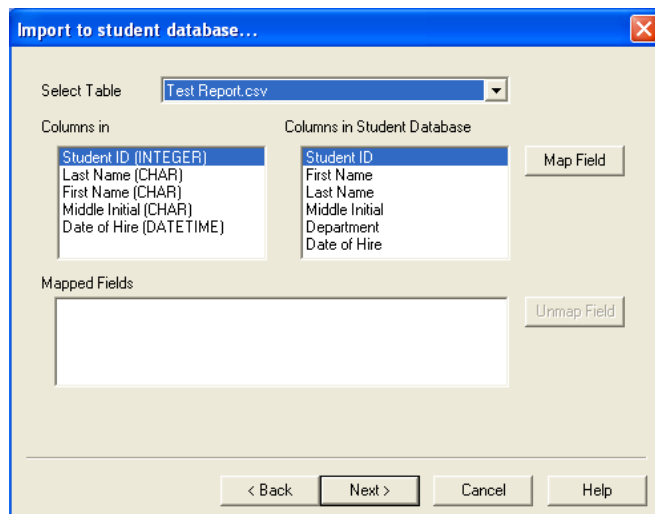 Import to student database...
Select Table
Test Report.csv
Columns in
Columns in Student Database
Student ID (INTEGER)
Last Name (CHAR)
First Name (CHAR)
Middle Initial (CHAR)
Date of Hire (DATETIME)
Student ID
First Name
Last Name
Middle Initial
Department
Date of Hire
Map Field
Mapped Fields
Unmap Field
< Back
Next >
Cancel
Help